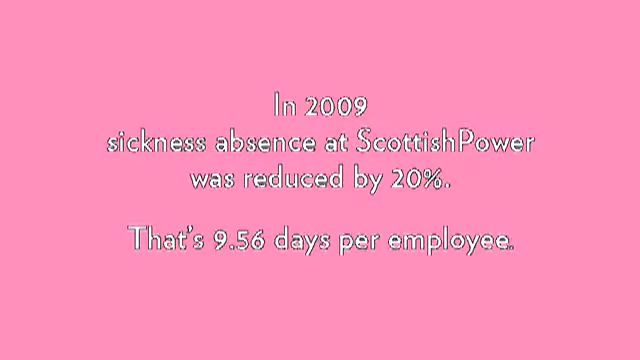 In 2009
sickness absence at ScottishPower
was reduced by 20%.
That's 9.56 days per employee.